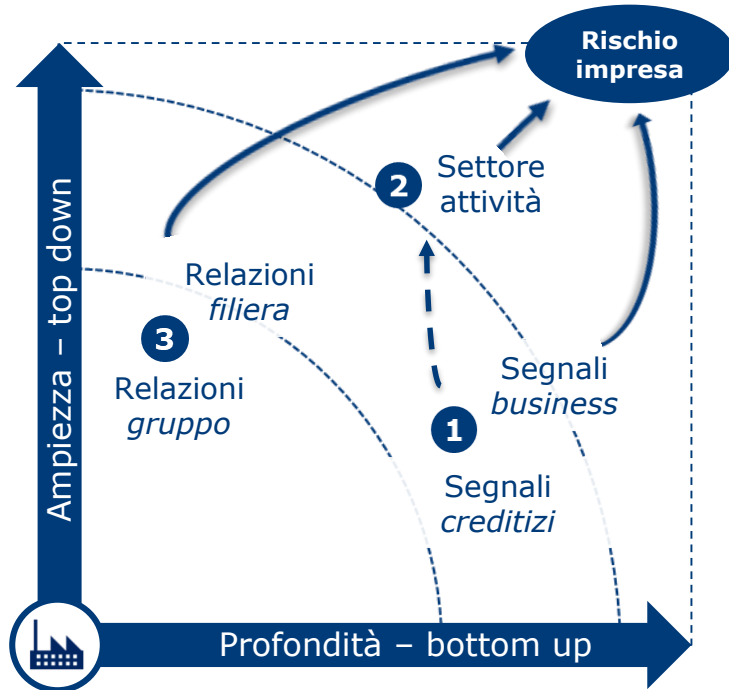 Rischio
impresa
2
Settore
attività
Relazioni
filiera
3
Relazioni
gruppo
Segnali
business
1
Segnali
creditizi
Ampiezza – top down
Profondità – bottom up